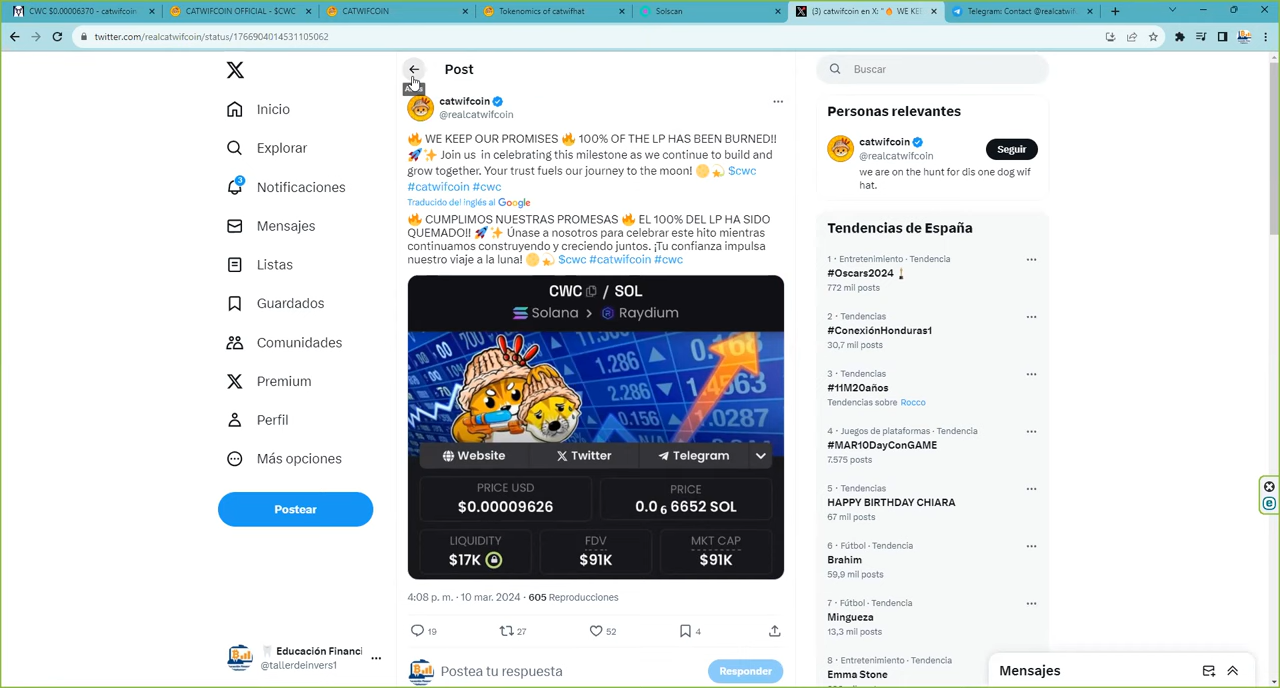 CWC $0.00006370 - catwifcoin
CATWIFCOIN OFFICIAL - $CWC
CATWIFCOIN
Tokenomics of catwifhat
Solscan
(3) catwifcoin en X: "🔥 WE KE
Telegram: Contact @realcatwif
twitter.com/realcatwifcoin/status/1766904014531105062
Inicio
Explorar
3
Notificaciones
Mensajes
Listas
Guardados
Comunidades
Premium
Perfil
Más opciones
Postear
Educación Financi
@tallerdeinvers1
Post
catwifcoin
@realcatwifcoin
🔥 WE KEEP OUR PROMISES 🔥 100% OF THE LP HAS BEEN BURNED!!
🚀✨ Join us in celebrating this milestone as we continue to build and
grow together. Your trust fuels our journey to the moon! 🌕💫 $cwc
#catwifcoin #cwc
Traducido del inglés al Google
🔥 CUMPLIMOS NUESTRAS PROMESAS 🔥 EL 100% DEL LP HA SIDO
QUEMADO!! 🚀✨ Únase a nosotros para celebrar este hito mientras
continuamos construyendo y creciendo juntos. ¡Tu confianza impulsa
nuestro viaje a la luna! 🌕💫 $cwc #catwifcoin #cwc
CWC / SOL
Solana > Raydium
1.286
2.286
0.156
1.0287
Website
Twitter
Telegram
PRICE USD
$0.00009626
PRICE
0.0₆6652 SOL
LIQUIDITY
$17K
FDV
$91K
MKT CAP
$91K
4:08 p. m. · 10 mar. 2024 · 605 Reproducciones
19
27
52
4
Postea tu respuesta
Responder
Buscar
Personas relevantes
catwifcoin
@realcatwifcoin
Seguir
we are on the hunt for dis one dog wif
hat.
Tendencias de España
1 · Entretenimiento · Tendencia
#Oscars2024
772 mil posts
2 · Tendencias
#ConexiónHonduras1
30,7 mil posts
3 · Tendencias
#11M20años
Tendencias sobre Rocco
4 · Juegos de plataformas · Tendencia
#MAR10DayConGAME
7.575 posts
5 · Tendencias
HAPPY BIRTHDAY CHIARA
67 mil posts
6 · Fútbol · Tendencia
Brahim
59,9 mil posts
7 · Fútbol · Tendencia
Mingueza
13,3 mil posts
8 · Entretenimiento · Tendencia
Emma Stone
Mensajes